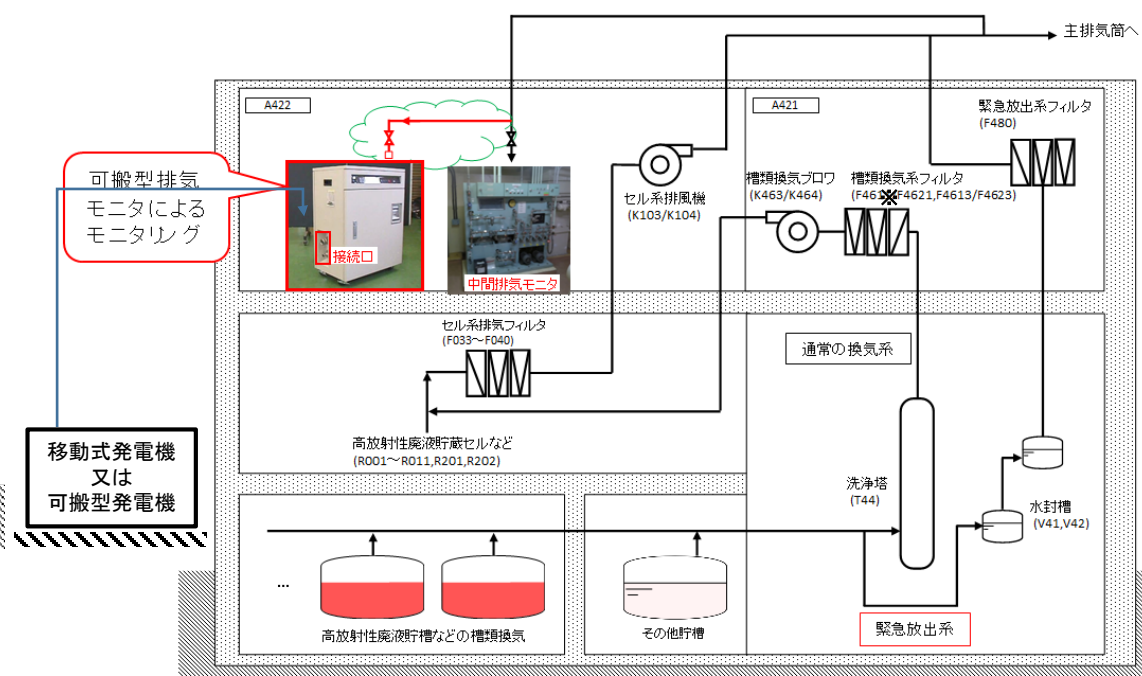 主排気筒へ
A422
A421
緊急放出系フィルタ
(F480)
可搬型排気
モニタによる
モニタリング
接続口
中間排気モニタ
セル系排風機
(K103/K104)
槽類換気ブロワ
(K463/K464)
槽類換気系フィルタ
(F461※F4621,F4613/F4623)
セル系排気フィルタ
(F033～F040)
通常の換気系
高放射性廃液貯蔵セルなど
(R001～R011,R201,R202)
移動式発電機
又は
可搬型発電機
洗浄塔
(T44)
水封槽
(V41,V42)
…
高放射性廃液貯槽などの槽類換気
その他貯槽
緊急放出系